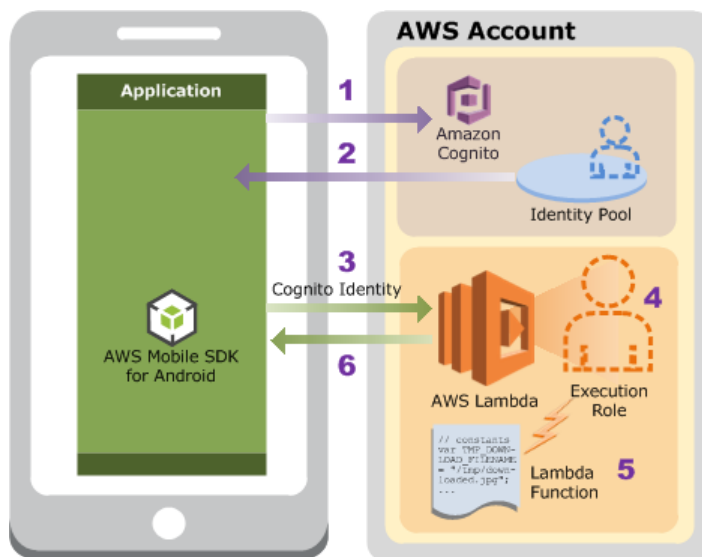 AWS Account
Application
1
Amazon
Cognito
2
Identity Pool
3
Cognito Identity
4
6
AWS Mobile SDK
for Android
AWS Lambda
Execution
Role
// constants
var TMP_DOWN-
LOAD_FILENAME
= "/Tmp/down-
loaded.jpg";
...
Lambda
Function
5